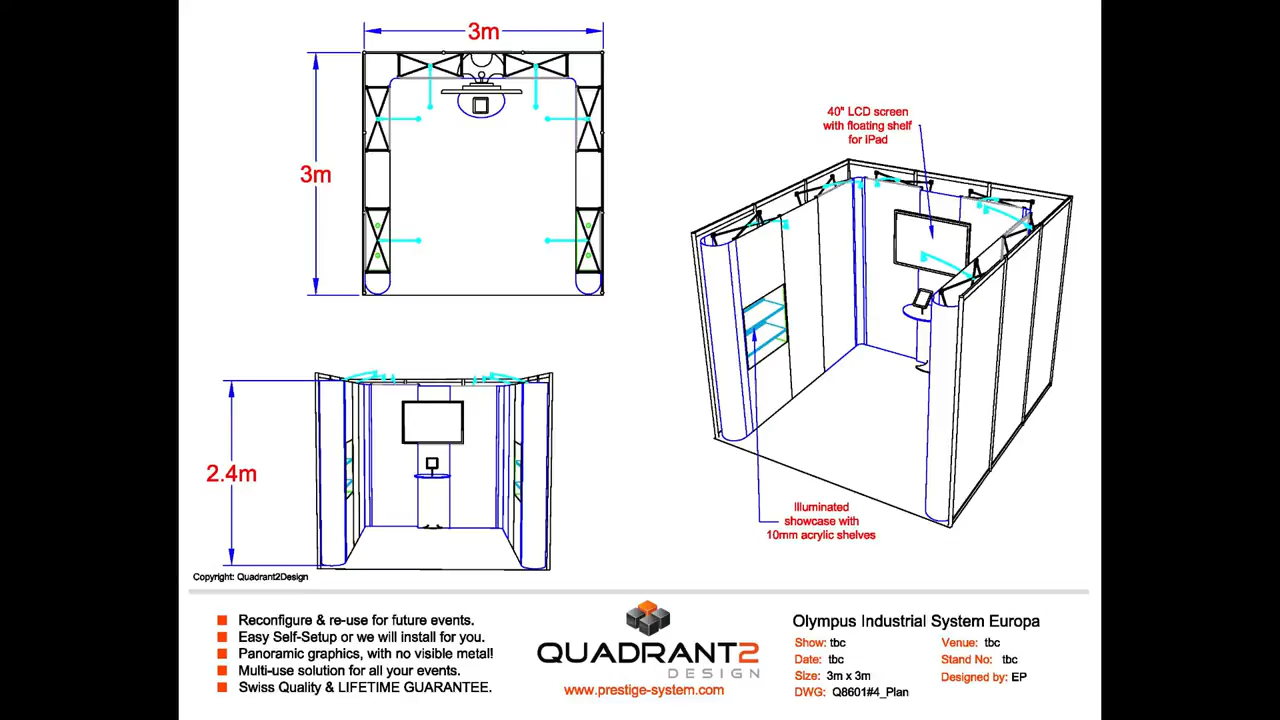 3m
3m
40" LCD screen
with floating shelf
for iPad
2.4m
Illuminated
showcase with
10mm acrylic shelves
Copyright: Quadrant2Design
Reconfigure & re-use for future events.
Easy Self-Setup or we will install for you.
Panoramic graphics, with no visible metal!
Multi-use solution for all your events.
Swiss Quality & LIFETIME GUARANTEE.
QUADRANT2
DESIGN
www.prestige-system.com
Olympus Industrial System Europa
Show: tbc Venue: tbc
Date: tbc Stand No: tbc
Size: 3m x 3m Designed by: EP
DWG: Q8601#4_Plan